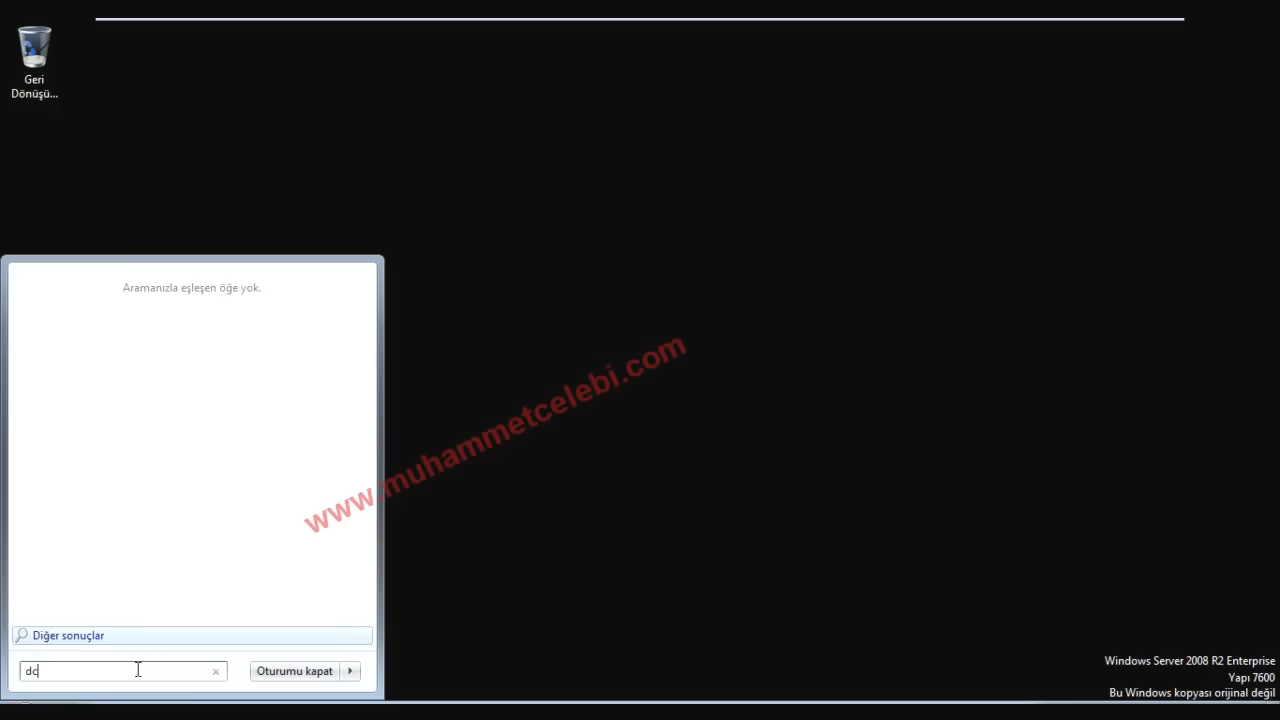 Geri
Dönüşü...
Aramanızla eşleşen öğe yok.
www.muhammetcelebi.com
Diğer sonuçlar
dc
Oturumu kapat
Windows Server 2008 R2 Enterprise
Yapı 7600
Bu Windows kopyası orijinal değil